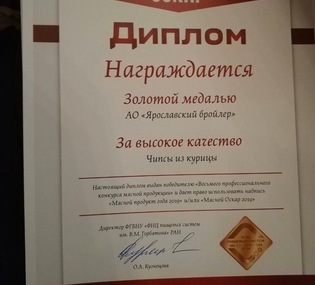 Диплом
Награждается
Золотой медалью
АО «Ярославский бройлер»
За высокое качество
Чипсы из курицы
Настоящий диплом выдан победителю «Восьмого профессионального
конкурса мясной продукции» и дает право использовать надпись
«Мясной продукт года 2019» и/или «Мясной Оскар 2019»
Директор ФГБНУ «ФНЦ пищевых систем
им. В.М. Горбатова» РАН
О.А. Кузнецова